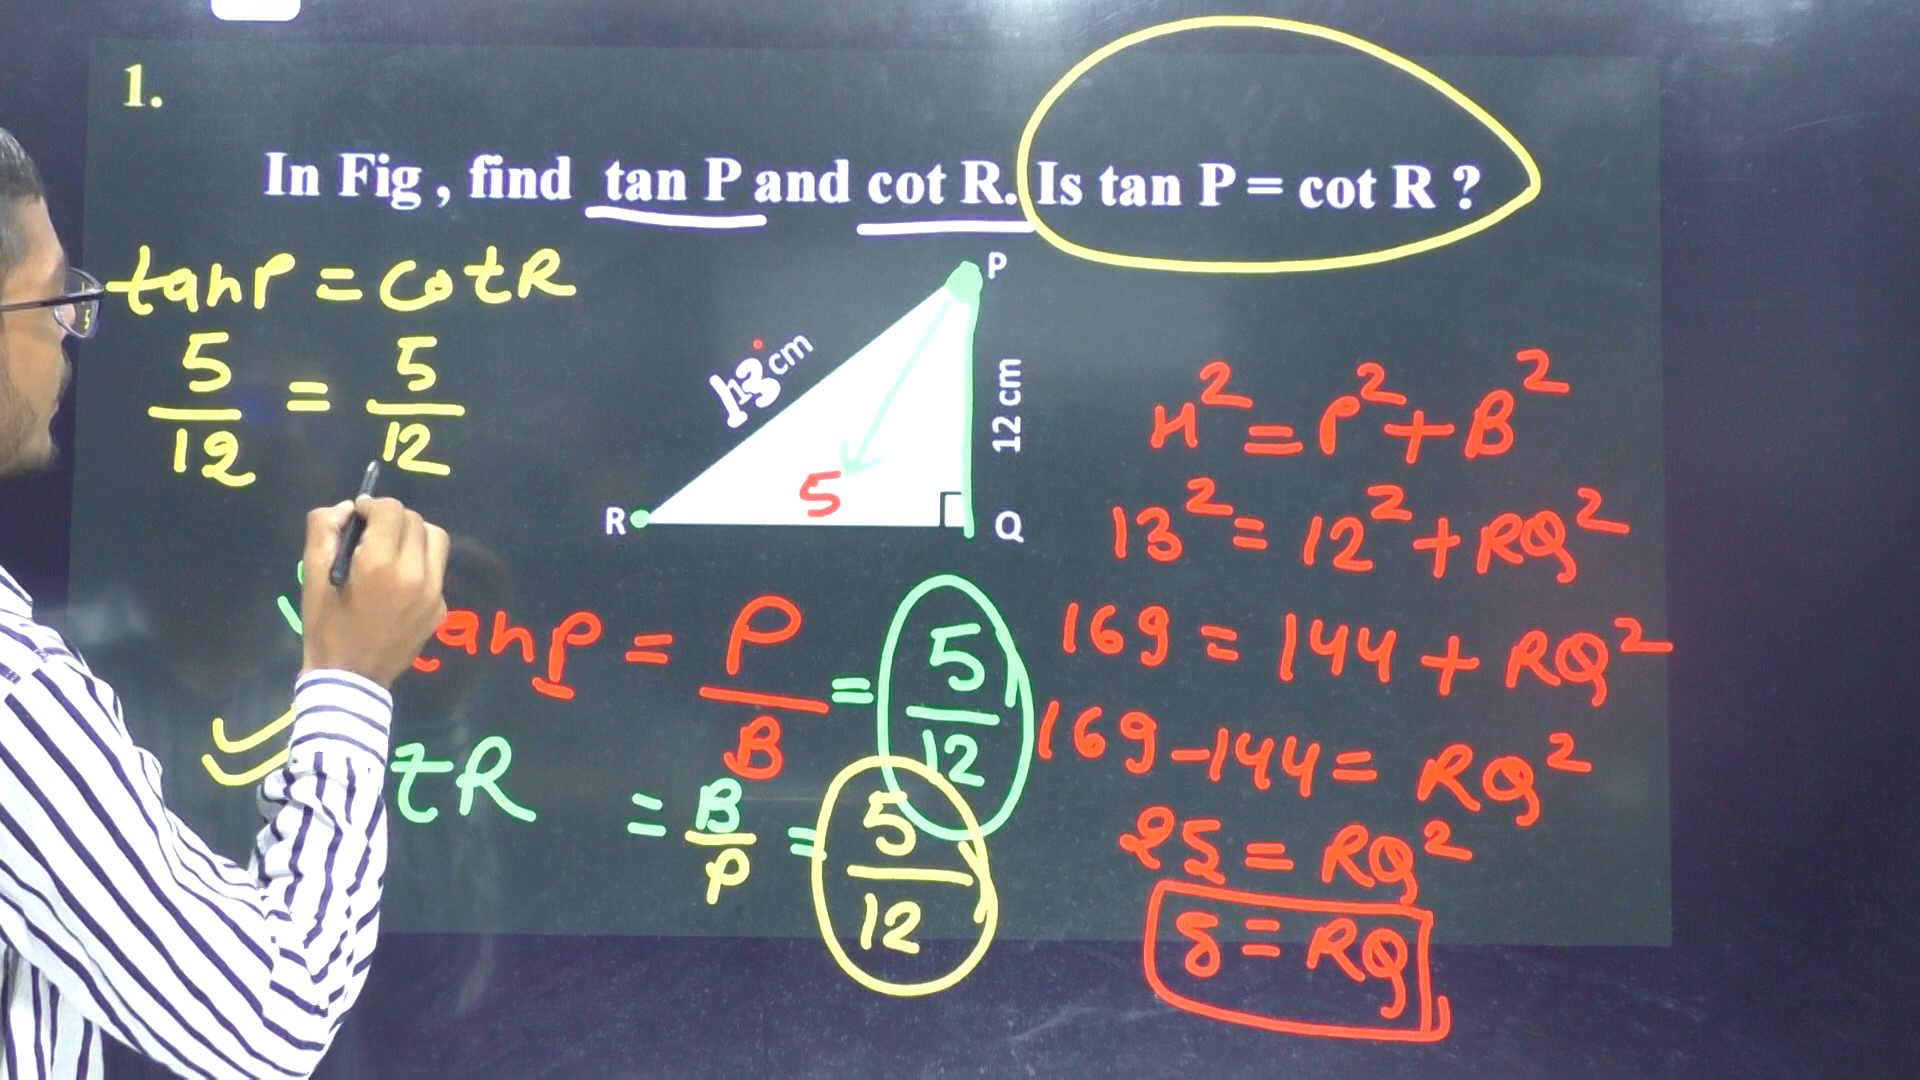 1.
In Fig , find tan P and cot R. Is tan P = cot R ?
tanP = cotR
5/12 = 5/12
P
13 cm
12 cm
5
R
Q
H² = P² + B²
13² = 12² + RQ²
169 = 144 + RQ²
169 - 144 = RQ²
25 = RQ²
5 = RQ
tanP = P/B = 5/12
tR = B/P = 5/12